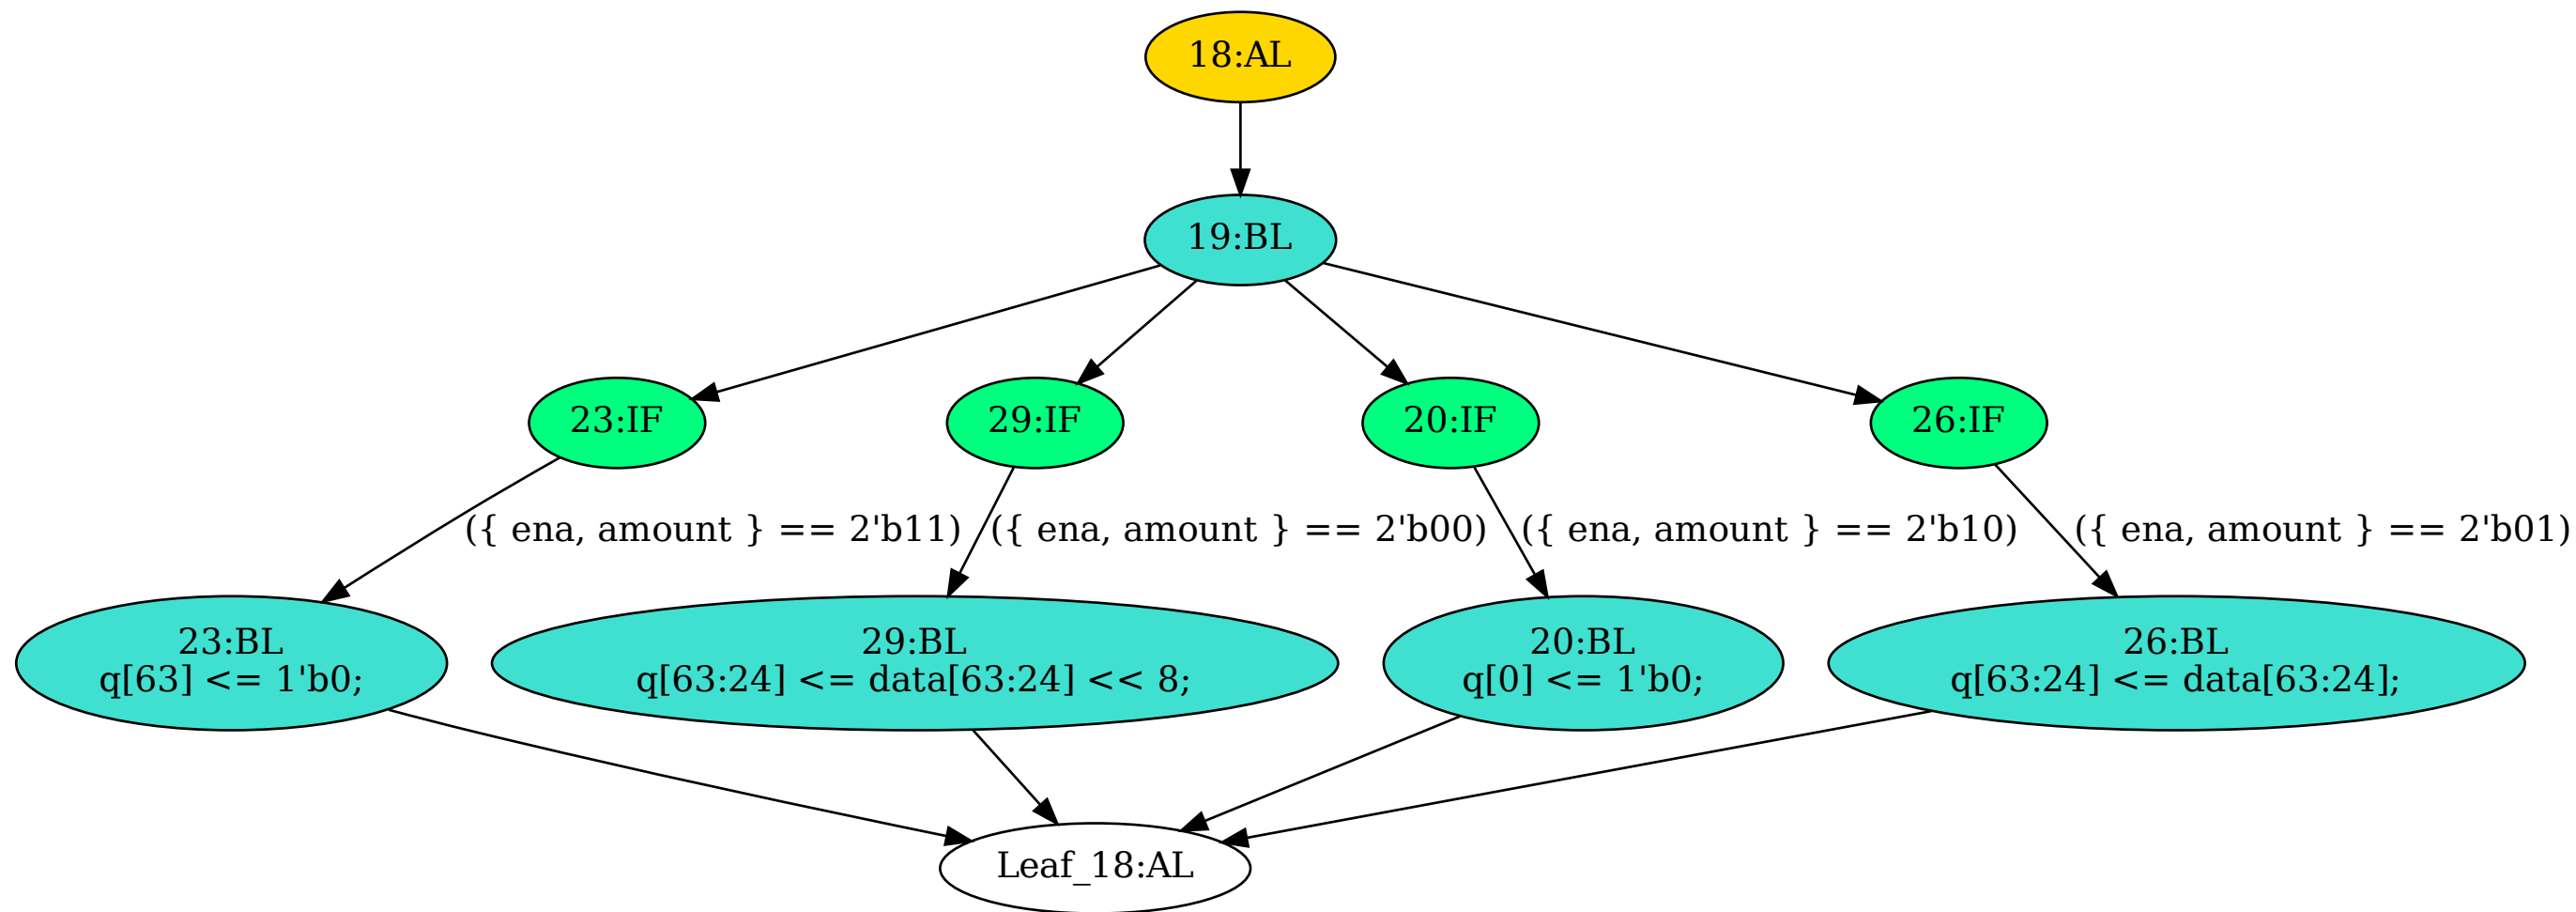 18:AL
19:BL
23:IF
29:IF
20:IF
26:IF
({ ena, amount } == 2'b11)
({ ena, amount } == 2'b00)
({ ena, amount } == 2'b10)
({ ena, amount } == 2'b01)
23:BL
q[63] <= 1'b0;
29:BL
q[63:24] <= data[63:24] << 8;
20:BL
q[0] <= 1'b0;
26:BL
q[63:24] <= data[63:24];
Leaf_18:AL